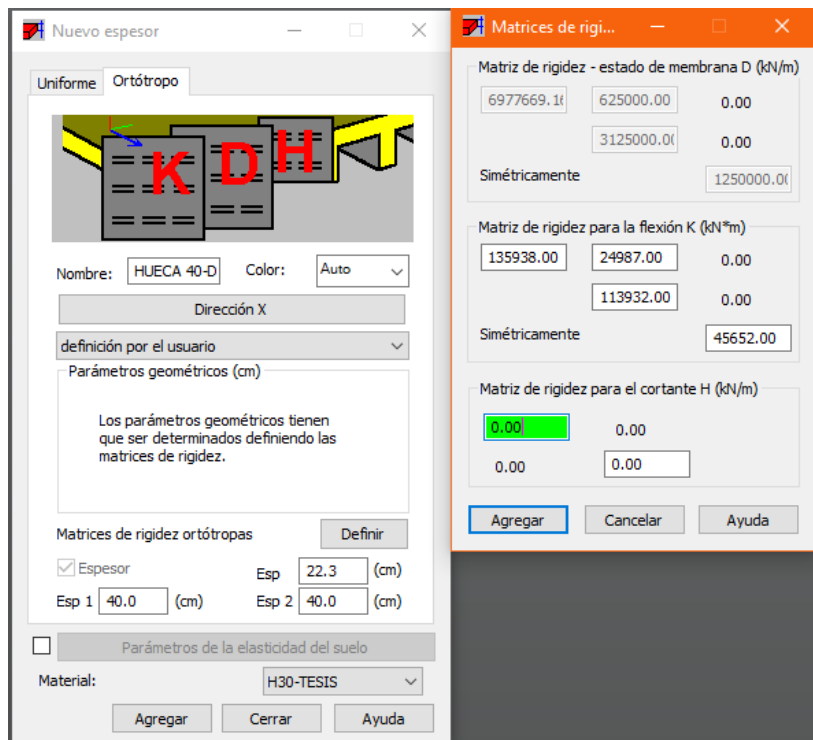 Nuevo espesor
Uniforme Ortótropo
K D H
Nombre: HUECA 40-D Color: Auto
Dirección X
definición por el usuario
Parámetros geométricos (cm)
Los parámetros geométricos tienen
que ser determinados definiendo las
matrices de rigidez.
Matrices de rigidez ortótropas Definir
Espesor Esp 22.3 (cm)
Esp 1 40.0 (cm) Esp 2 40.0 (cm)
Parámetros de la elasticidad del suelo
Material: H30-TESIS
Agregar Cerrar Ayuda
Matrices de rigi...
Matriz de rigidez - estado de membrana D (kN/m)
6977669.16 625000.00 0.00
3125000.00 0.00
Simétricamente 1250000.00
Matriz de rigidez para la flexión K (kN*m)
135938.00 24987.00 0.00
113932.00 0.00
Simétricamente 45652.00
Matriz de rigidez para el cortante H (kN/m)
0.00 0.00
0.00 0.00
Agregar Cancelar Ayuda